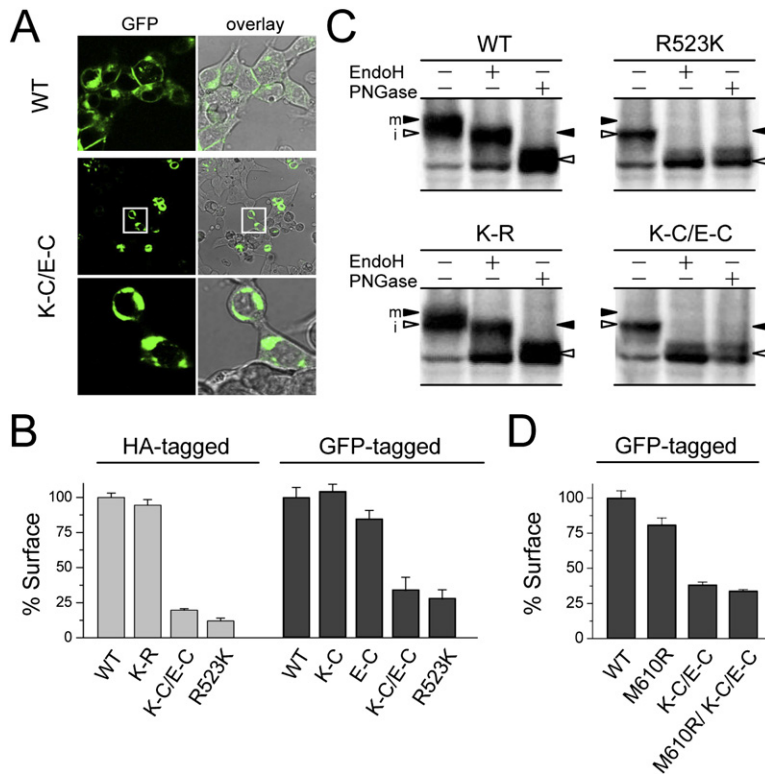 A
GFP
overlay
WT
K-C/E-C
C
WT
EndoH – + –
PNGase – – +
m
i
R523K
– + –
– – +
K-R
EndoH – + –
PNGase – – +
m
i
K-C/E-C
– + –
– – +
m
i
B
HA-tagged
GFP-tagged
% Surface
100
75
50
25
0
WT
K-R
K-C/E-C
R523K
WT
K-C
E-C
K-C/E-C
R523K
D
GFP-tagged
% Surface
100
75
50
25
0
WT
M610R
K-C/E-C
M610R/ K-C/E-C